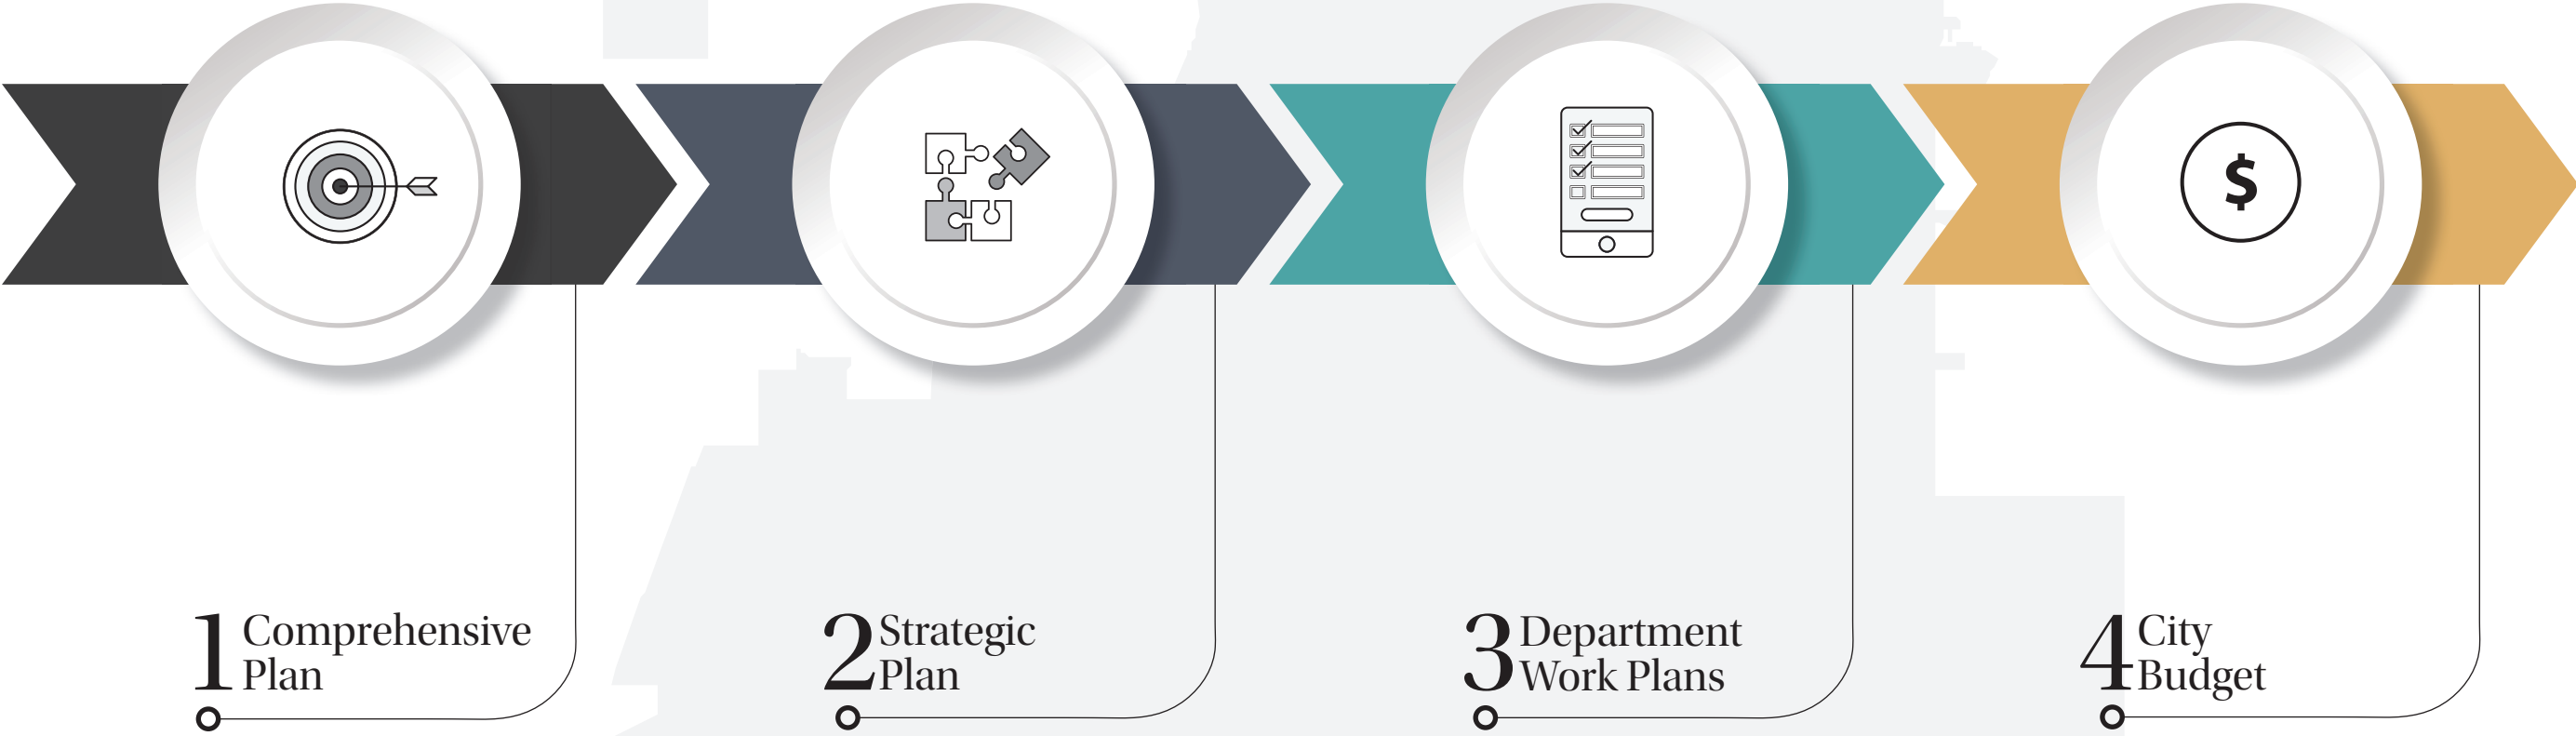 1 Comprehensive
Plan
2 Strategic
Plan
3 Department
Work Plans
4 City
Budget
$